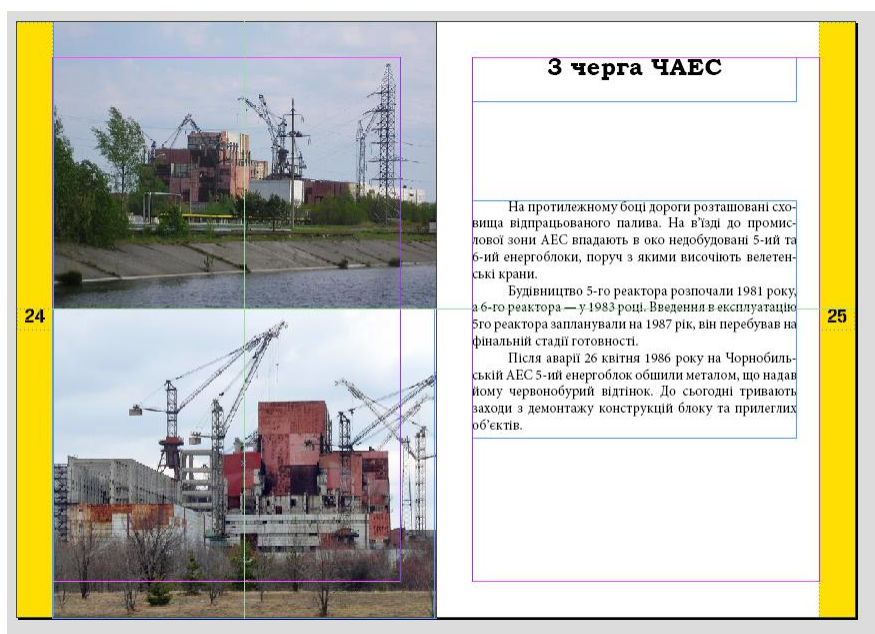 24
З черга ЧАЕС
На протилежному боці дороги розташовані схо-
вища відпрацьованого палива. На в'їзді до промис-
лової зони АЕС впадають в око недобудовані 5-ий та
6-ий енергоблоки, поруч з якими височіють велетен-
ські крани.
Будівництво 5-го реактора розпочали 1981 року,
а 6-го реактора — у 1983 році. Введення в експлуатацію
5го реактора запланували на 1987 рік, він перебував на
фінальній стадії готовності.
Після аварії 26 квітня 1986 року на Чорнобиль-
ській АЕС 5-ий енергоблок обшили металом, що надав
йому червонобурий відтінок. До сьогодні тривають
заходи з демонтажу конструкцій блоку та прилеглих
об'єктів.
25